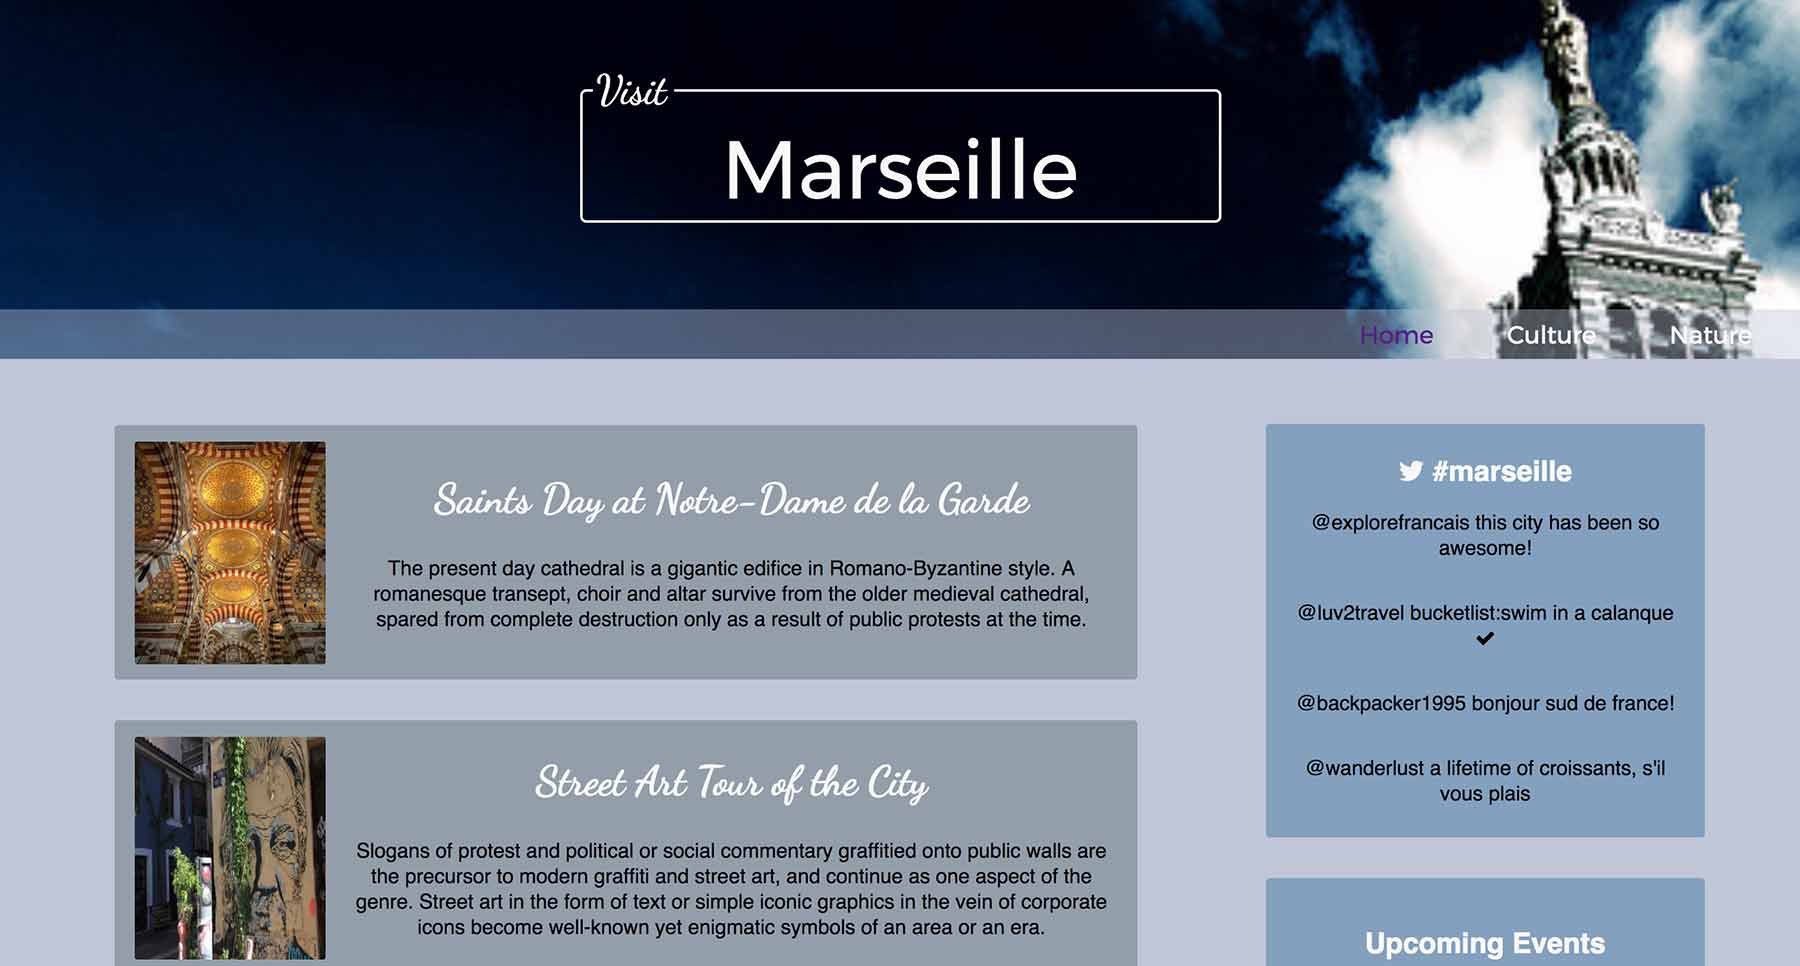 Visit
Marseille
Home Culture Nature
Saints Day at Notre-Dame de la Garde
The present day cathedral is a gigantic edifice in Romano-Byzantine style. A
romanesque transept, choir and altar survive from the older medieval cathedral,
spared from complete destruction only as a result of public protests at the time.
Street Art Tour of the City
Slogans of protest and political or social commentary graffitied onto public walls are
the precursor to modern graffiti and street art, and continue as one aspect of the
genre. Street art in the form of text or simple iconic graphics in the vein of corporate
icons become well-known yet enigmatic symbols of an area or an era.
#marseille
@explorefrancais this city has been so
awesome!
@luv2travel bucketlist:swim in a calanque
✔
@backpacker1995 bonjour sud de france!
@wanderlust a lifetime of croissants, s'il
vous plais
Upcoming Events